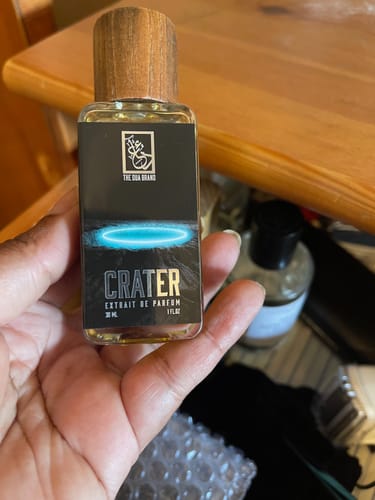 THE DUA BRAND
CRATER
EXTRAIT DE PARFUM
30 ML 1 FL OZ